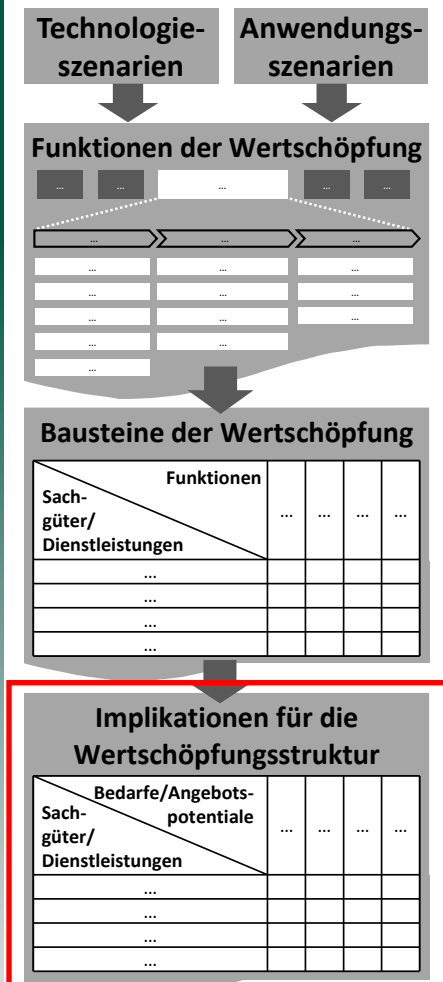 Technologie-
szenarien
Anwendungs-
szenarien
Funktionen der Wertschöpfung
... ... ... ... ...
... ... ...
... ... ...
... ... ...
... ... ...
... ...
...
Bausteine der Wertschöpfung
Funktionen
Sach-
güter/
Dienstleistungen
... ... ... ...
...
...
...
...
Implikationen für die
Wertschöpfungsstruktur
Bedarfe/Angebots-
potentiale
Sach-
güter/
Dienstleistungen
... ... ... ...
...
...
...
...